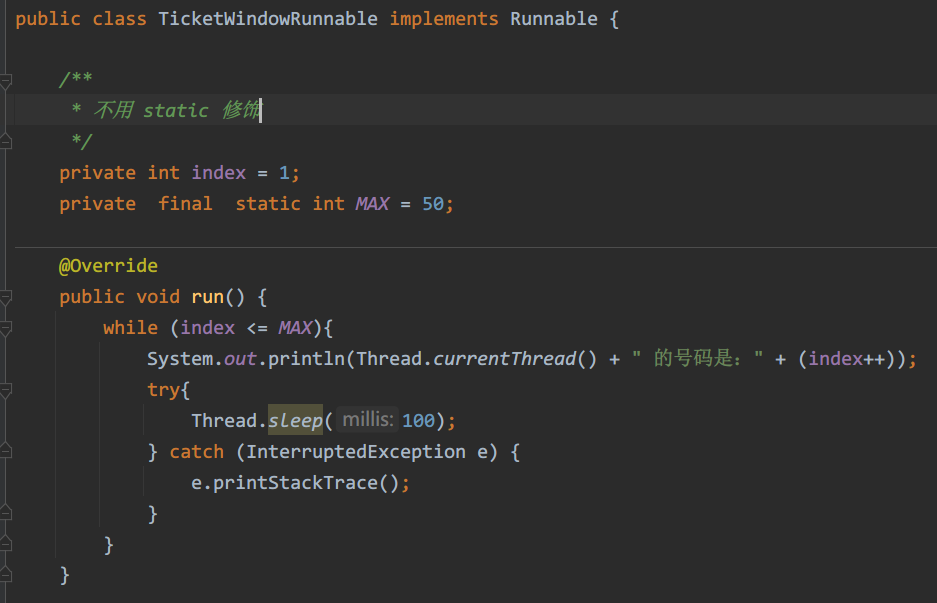 public class TicketWindowRunnable implements Runnable {
/**
* 不用 static 修饰
*/
private int index = 1;
private  final  static int MAX = 50;
@Override
public void run() {
while (index <= MAX){
System.out.println(Thread.currentThread() + " 的号码是: " + (index++));
try{
Thread.sleep( millis: 100);
} catch (InterruptedException e) {
e.printStackTrace();
}
}
}